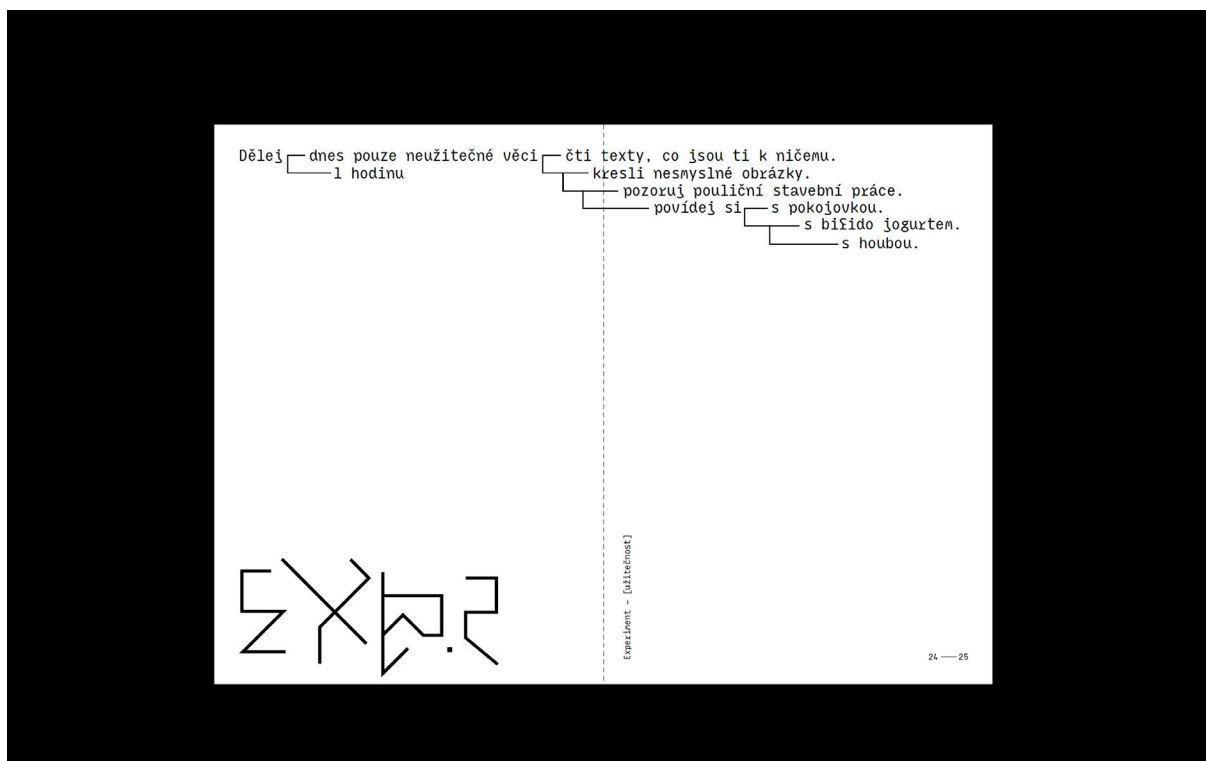 Dělej dnes pouze neužitečné věci čti texty, co jsou ti k ničemu.
1 hodinu kresli nesmyslné obrázky.
pozoruj pouliční stavební práce.
povídej si s pokojovkou.
s bifido jogurtem.
s houbou.
Experiment – [užitečnost]
24 — 25